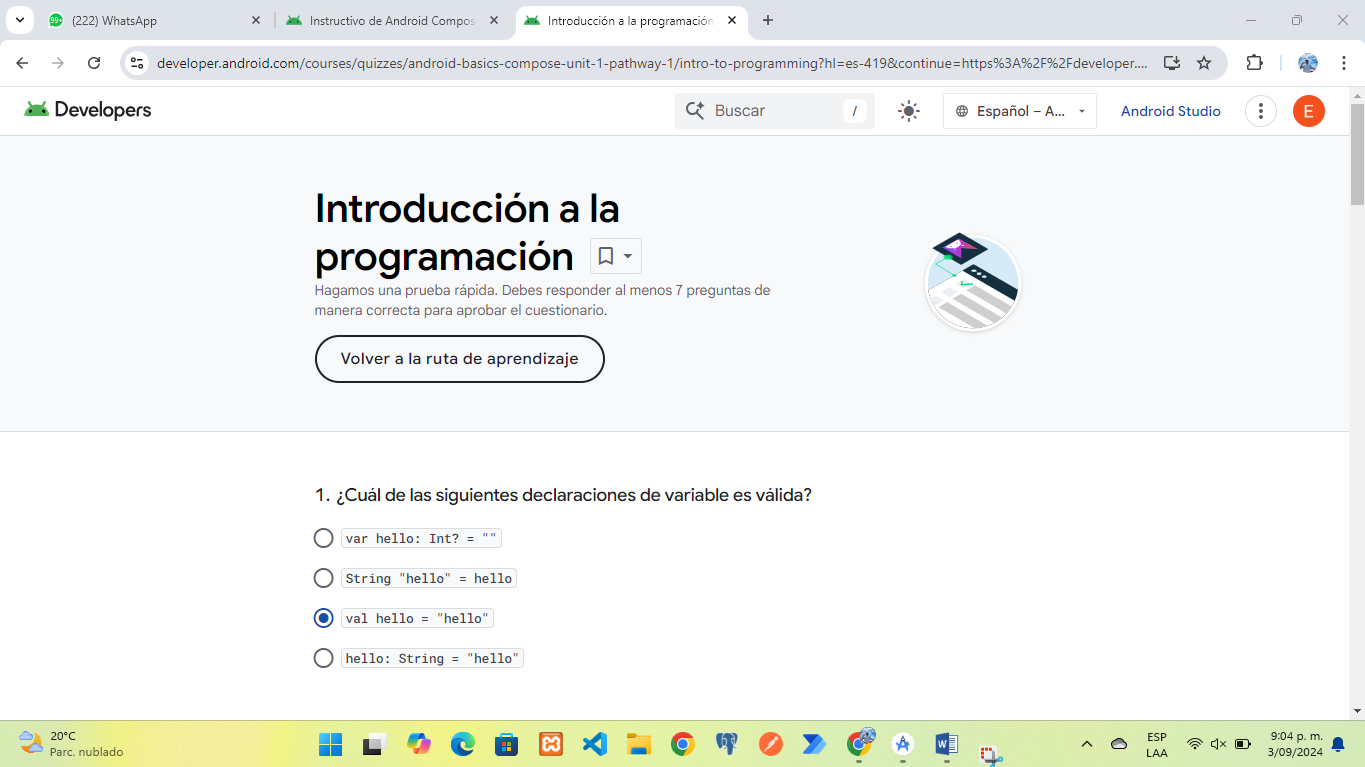 99+
(222) WhatsApp
Instructivo de Android Compose
Introducción a la programación
developer.android.com/courses/quizzes/android-basics-compose-unit-1-pathway-1/intro-to-programming?hl=es-419&continue=https%3A%2F%2Fdeveloper....
Developers
Buscar
/
Español – A...
Android Studio
E
Introducción a la
programación
Hagamos una prueba rápida. Debes responder al menos 7 preguntas de
manera correcta para aprobar el cuestionario.
Volver a la ruta de aprendizaje
1. ¿Cuál de las siguientes declaraciones de variable es válida?
var hello: Int? = ""
String "hello" = hello
val hello = "hello"
hello: String = "hello"
20°C
Parc. nublado
ESP
LAA
9:04 p. m.
3/09/2024